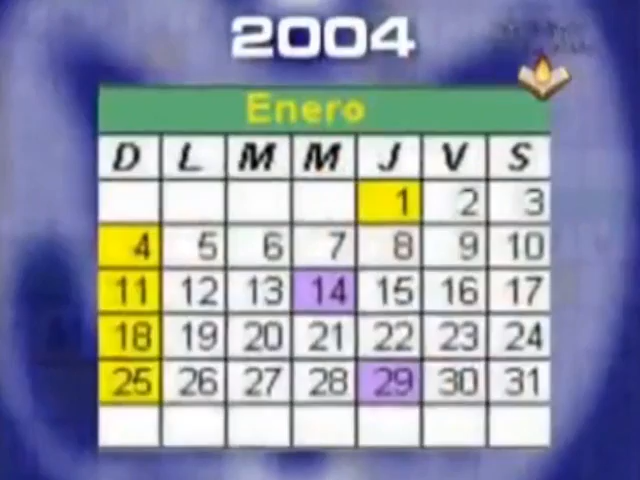 2004
Enero
D L M M J V S
1 2 3
4 5 6 7 8 9 10
11 12 13 14 15 16 17
18 19 20 21 22 23 24
25 26 27 28 29 30 31